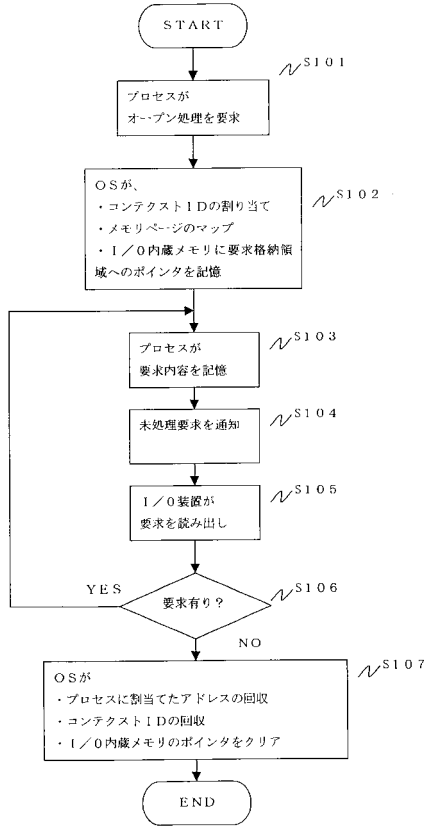 START
S101
プロセスが
オープン処理を要求
S102
OSが、
・コンテクストIDの割り当て
・メモリページのマップ
・I/O内蔵メモリに要求格納領
域へのポインタを記憶
S103
プロセスが
要求内容を記憶
S104
未処理要求を通知
S105
I/O装置が
要求を読み出し
S106
YES
要求有り?
NO
S107
OSが
・プロセスに割当てたアドレスの回収
・コンテクストIDの回収
・I/O内蔵メモリのポインタをクリア
END